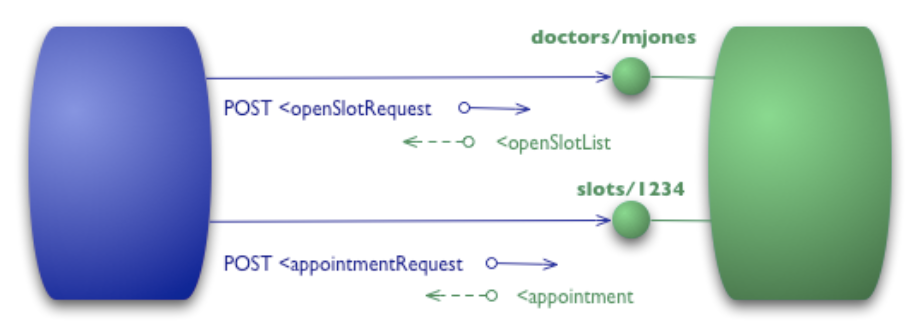 doctors/mjones
POST <openSlotRequest
<openSlotList
slots/1234
POST <appointmentRequest
<appointment